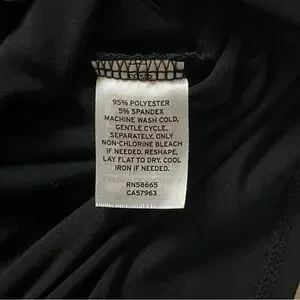 95% POLYESTER
5% SPANDEX
MACHINE WASH COLD,
GENTLE CYCLE,
SEPARATELY. ONLY
NON-CHLORINE BLEACH
IF NEEDED. RESHAPE,
LAY FLAT TO DRY. COOL
IRON IF NEEDED.
RN58665
CA57963